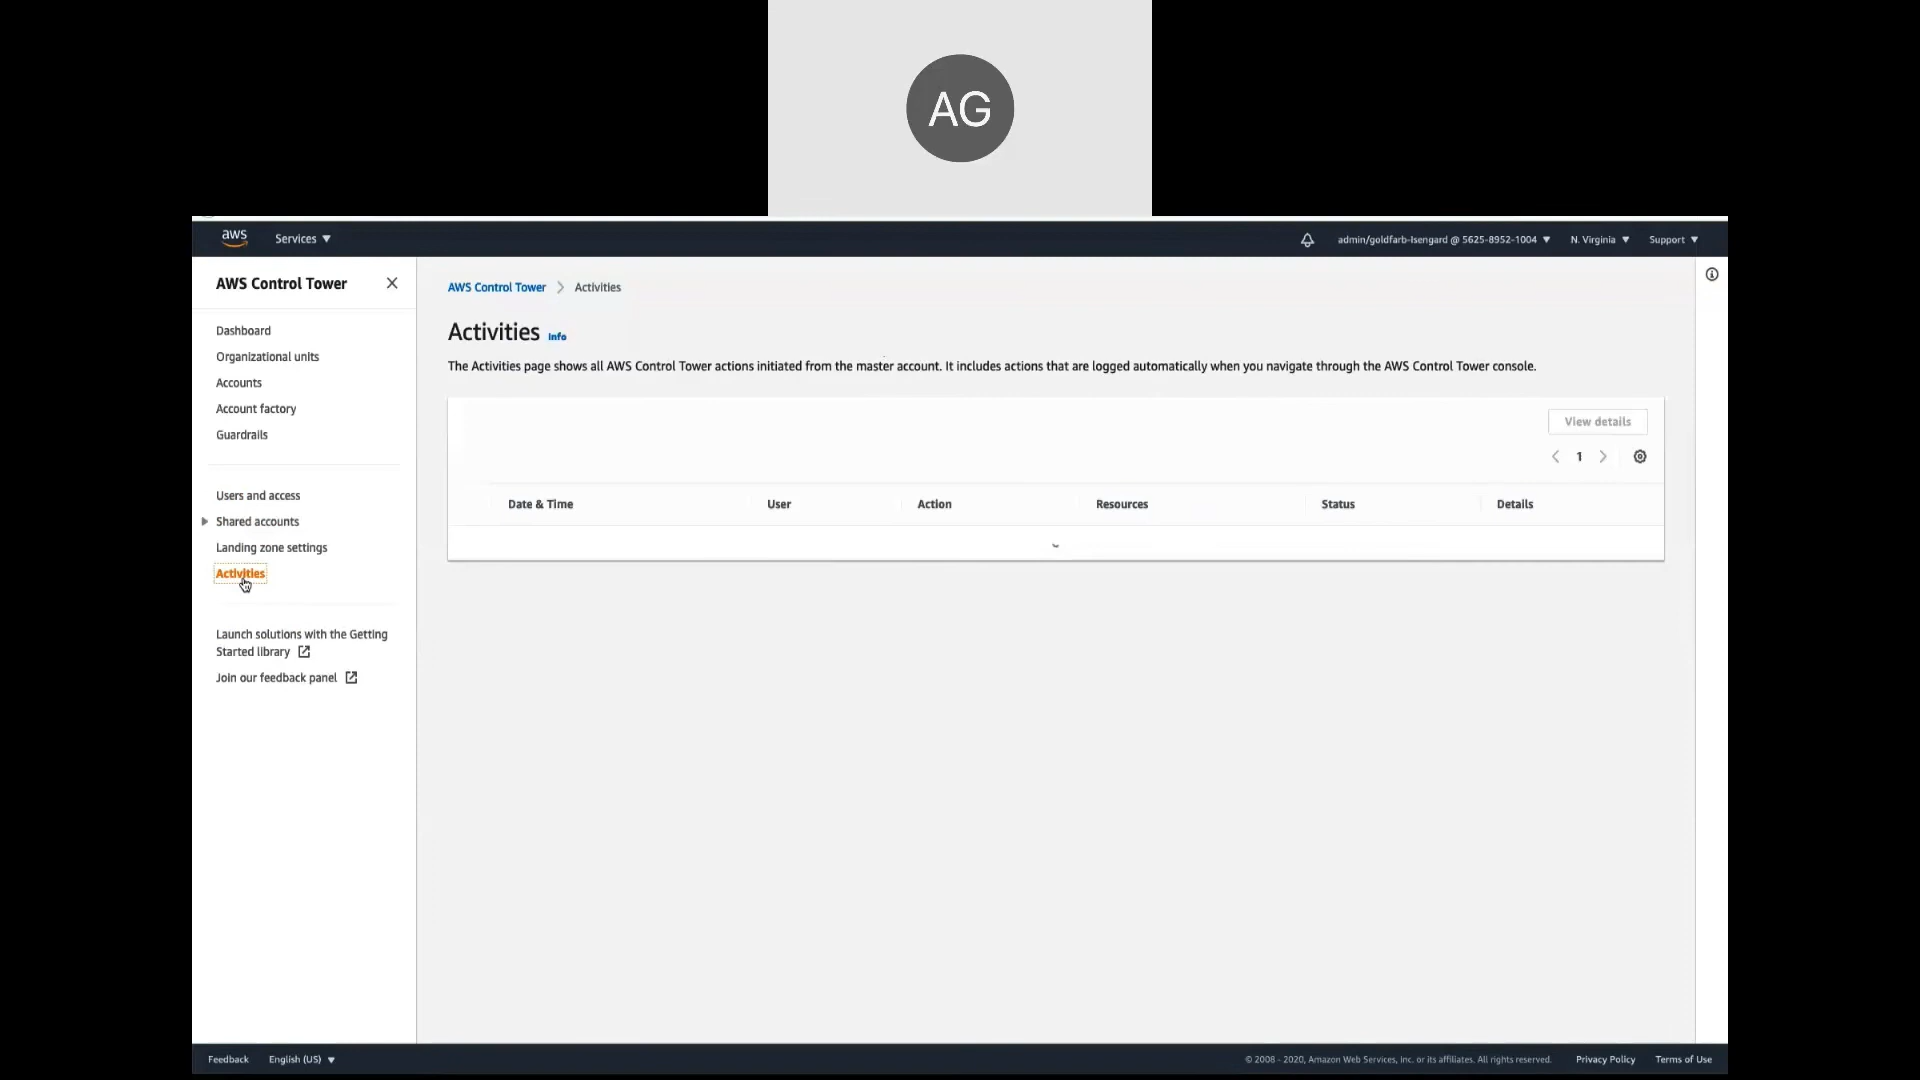 AG
aws
Services
admin/goldfarb-Isengard @ 5625-8952-1004
N. Virginia
Support
AWS Control Tower
Dashboard
Organizational units
Accounts
Account factory
Guardrails
Users and access
Shared accounts
Landing zone settings
Activities
Launch solutions with the Getting
Started library
Join our feedback panel
AWS Control Tower > Activities
Activities Info
The Activities page shows all AWS Control Tower actions initiated from the master account. It includes actions that are logged automatically when you navigate through the AWS Control Tower console.
View details
1
Date & Time User Action Resources Status Details
Feedback English (US)
© 2008 - 2020, Amazon Web Services, Inc. or its affiliates. All rights reserved. Privacy Policy Terms of Use